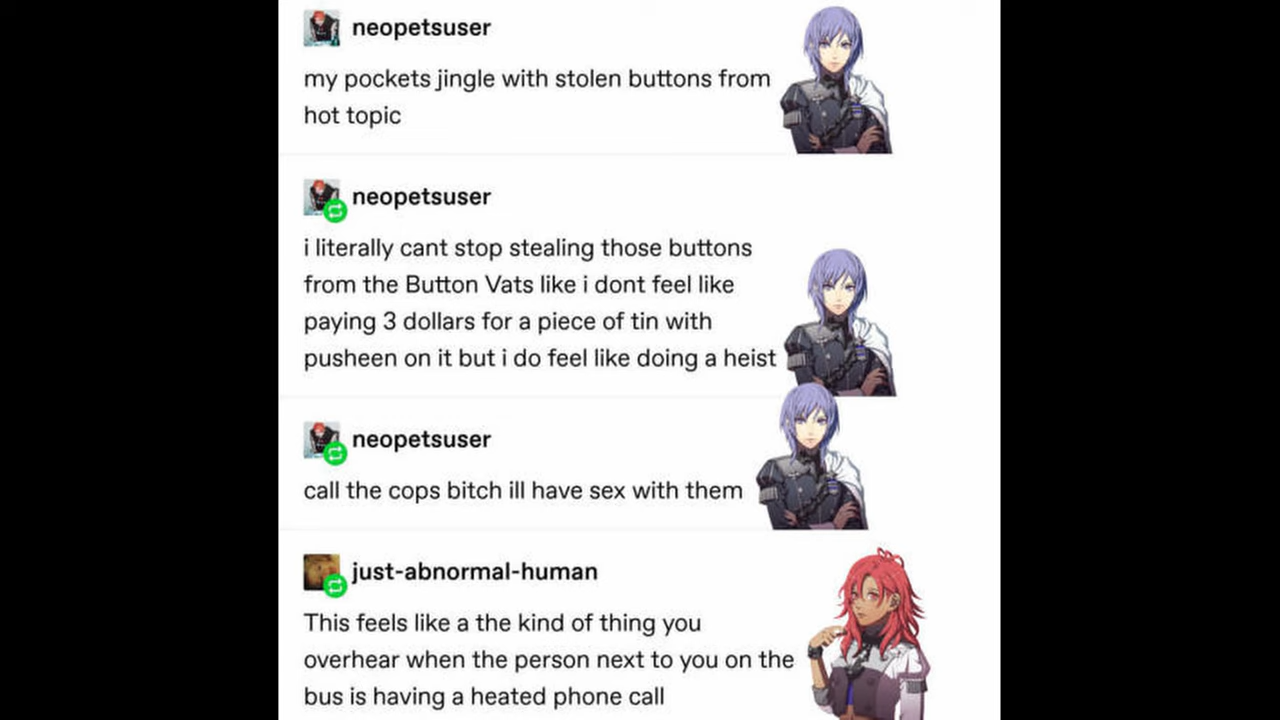 neopetsuser
my pockets jingle with stolen buttons from
hot topic
neopetsuser
i literally cant stop stealing those buttons
from the Button Vats like i dont feel like
paying 3 dollars for a piece of tin with
pusheen on it but i do feel like doing a heist
neopetsuser
call the cops bitch ill have sex with them
just-abnormal-human
This feels like a the kind of thing you
overhear when the person next to you on the
bus is having a heated phone call